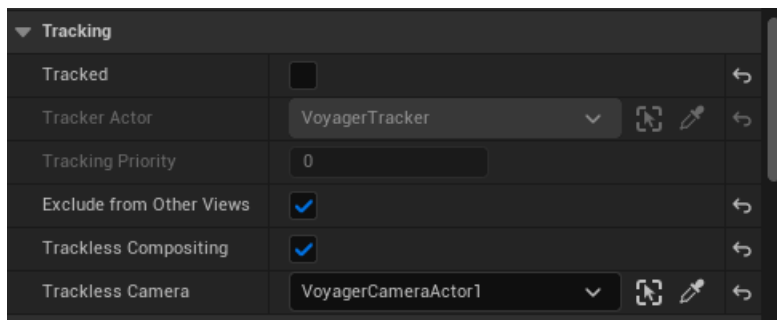 Tracking
Tracked
Tracker Actor VoyagerTracker
Tracking Priority 0
Exclude from Other Views
Trackless Compositing
Trackless Camera VoyagerCameraActor1